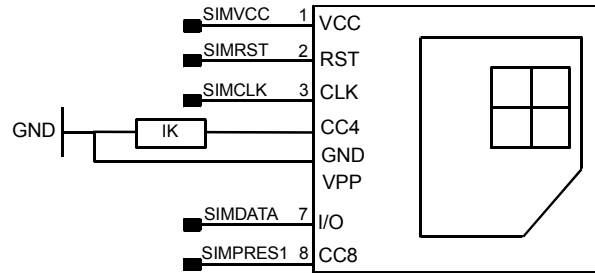 SIMVCC 1 VCC
SIMRST 2 RST
SIMCLK 3 CLK
GND IK CC4
GND
VPP
SIMDATA 7 I/O
SIMPRES1 8 CC8